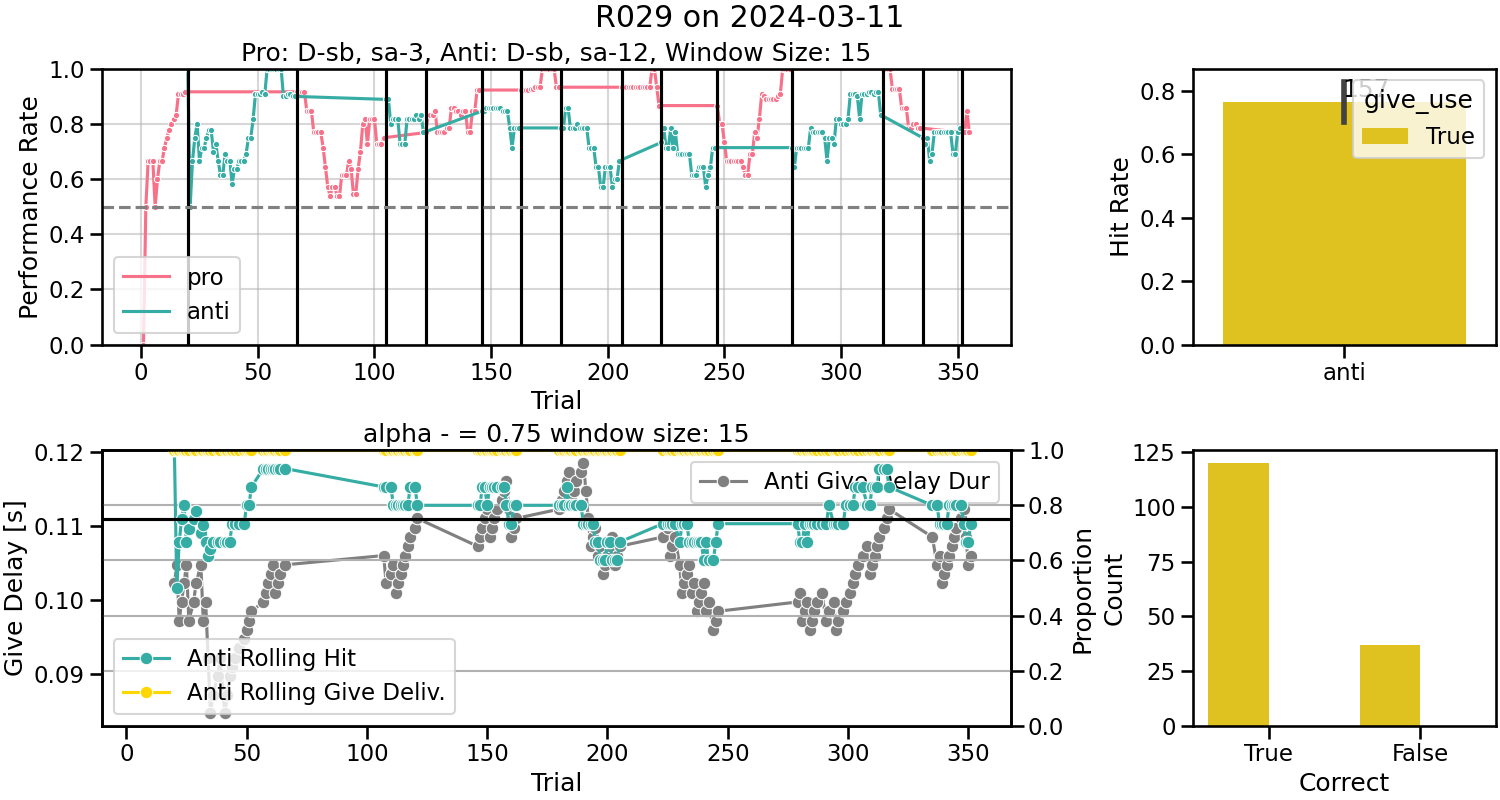 R029 on 2024-03-11
Pro: D-sb, sa-3, Anti: D-sb, sa-12, Window Size: 15
Performance Rate
1.0
0.8
0.6
0.4
0.2
0.0
pro
anti
0 50 100 150 200 250 300 350
Trial
Hit Rate
0.8
0.6
0.4
0.2
0.0
157
give_use
True
anti
alpha - = 0.75 window size: 15
Give Delay [s]
0.12
0.11
0.10
0.09
Anti Give Delay Dur
Anti Rolling Hit
Anti Rolling Give Deliv.
1.0
0.8
0.6
0.4
0.2
0.0
Proportion
0 50 100 150 200 250 300 350
Trial
Count
125
100
75
50
25
0
True False
Correct